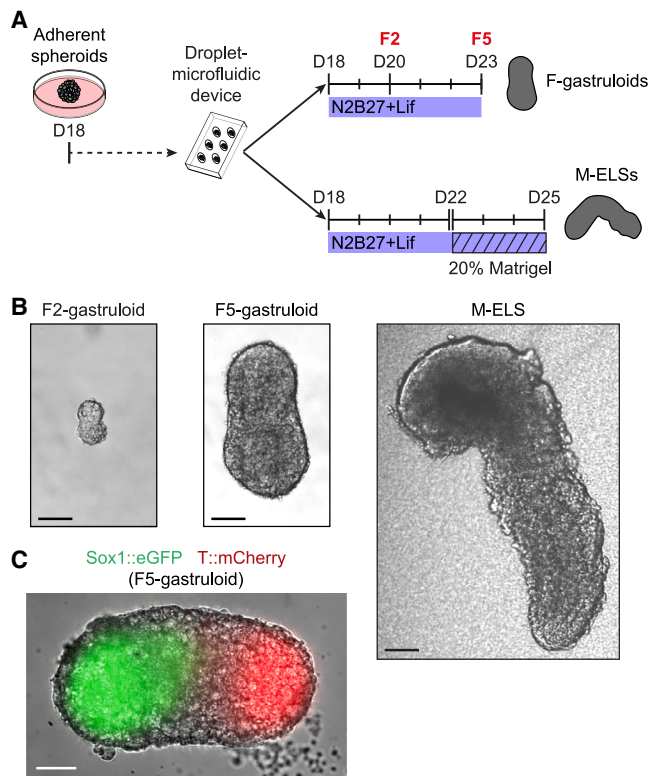 A
Adherent
spheroids
D18
Droplet-
microfluidic
device
F2 F5
D18 D20 D23
N2B27+Lif
F-gastruloids
M-ELSs
D18 D22 D25
N2B27+Lif
20% Matrigel
B
F2-gastruloid F5-gastruloid M-ELS
C
Sox1::eGFP T::mCherry
(F5-gastruloid)